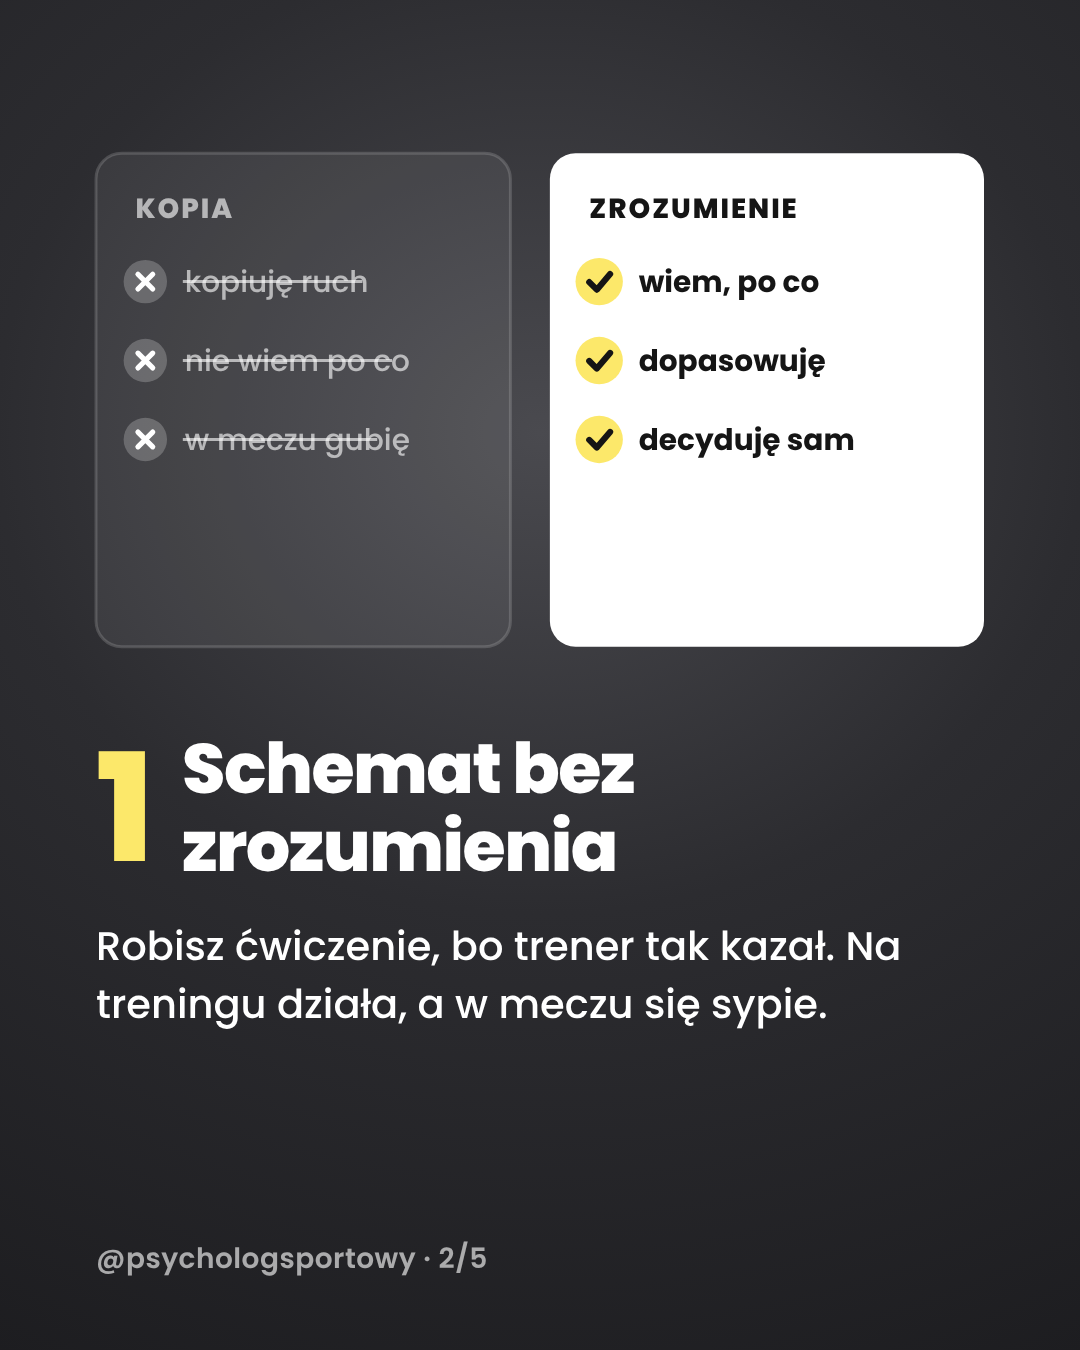 KOPIA
kopiuję ruch
nie wiem po co
w meczu gubię
ZROZUMIENIE
wiem, po co
dopasowuję
decyduję sam
1
Schemat bez
zrozumienia
Robisz ćwiczenie, bo trener tak kazał. Na
treningu działa, a w meczu się sypie.
@psychologsportowy · 2/5